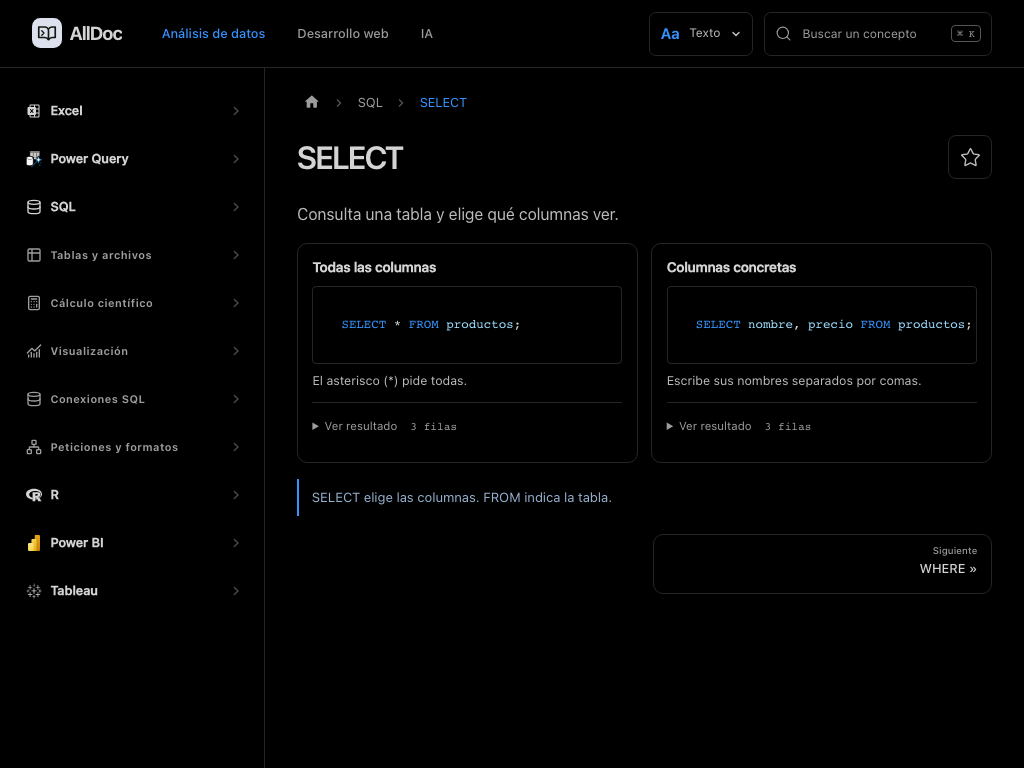 AllDoc
Análisis de datos
Desarrollo web
IA
Aa Texto
Buscar un concepto
⌘ K
Excel
Power Query
SQL
Tablas y archivos
Cálculo científico
Visualización
Conexiones SQL
Peticiones y formatos
R
Power BI
Tableau
SQL
SELECT
SELECT
Consulta una tabla y elige qué columnas ver.
Todas las columnas
SELECT * FROM productos;
El asterisco (*) pide todas.
Ver resultado 3 filas
Columnas concretas
SELECT nombre, precio FROM productos;
Escribe sus nombres separados por comas.
Ver resultado 3 filas
SELECT elige las columnas. FROM indica la tabla.
Siguiente
WHERE »